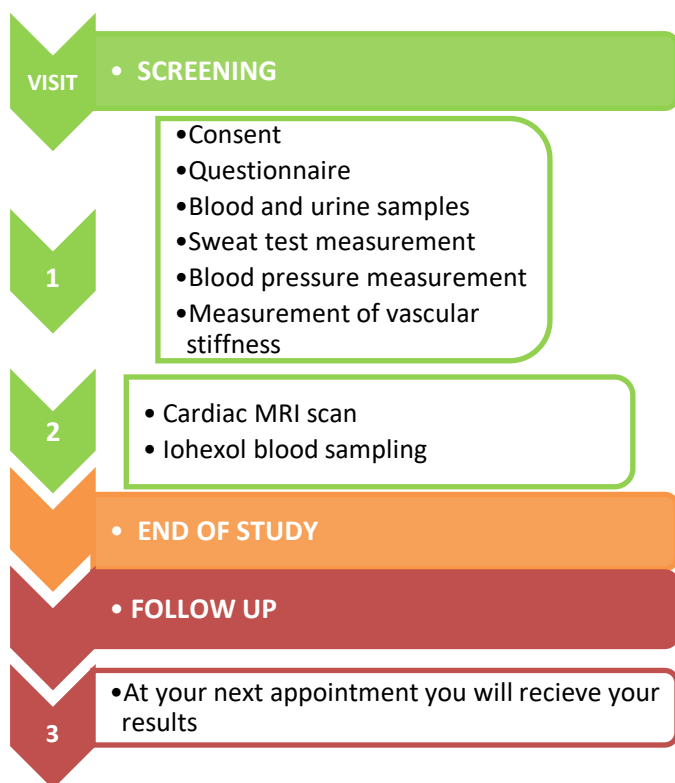 VISIT
• SCREENING
•Consent
•Questionnaire
•Blood and urine samples
•Sweat test measurement
•Blood pressure measurement
•Measurement of vascular
stiffness
1
2
• Cardiac MRI scan
• Iohexol blood sampling
• END OF STUDY
• FOLLOW UP
3
•At your next appointment you will recieve your
results